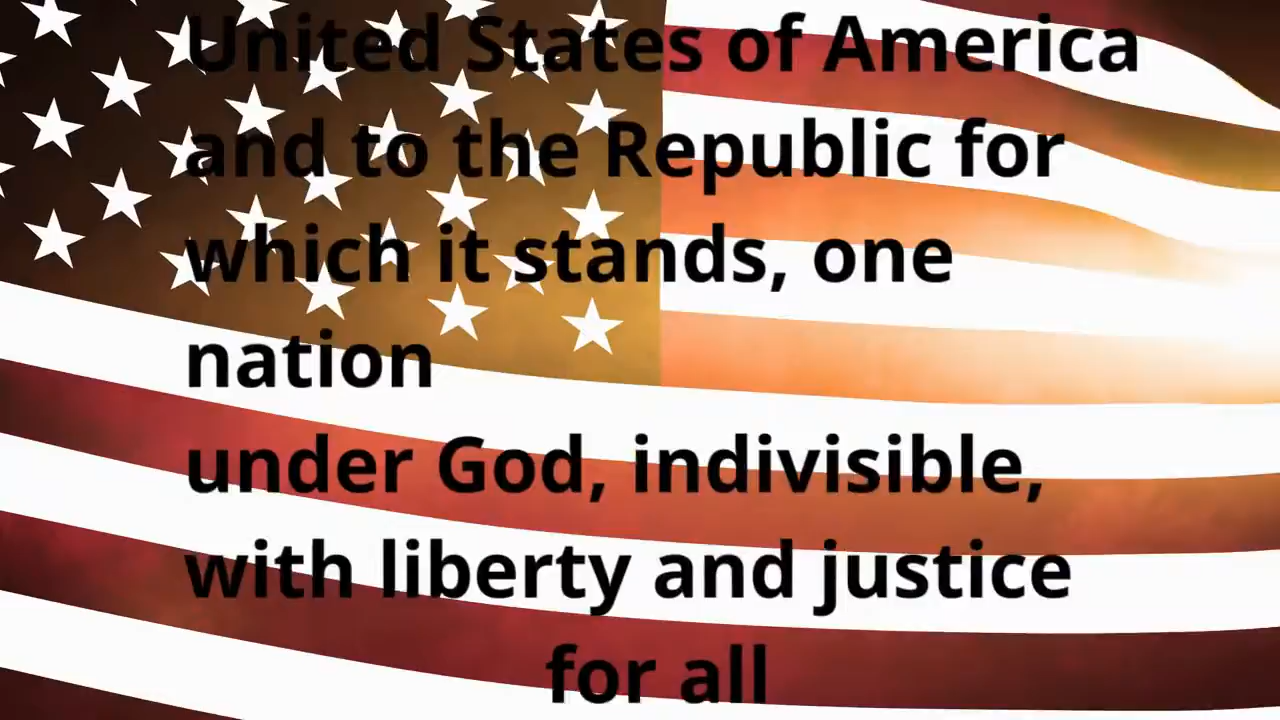 United States of America
and to the Republic for
which it stands, one
nation
under God, indivisible,
with liberty and justice
for all